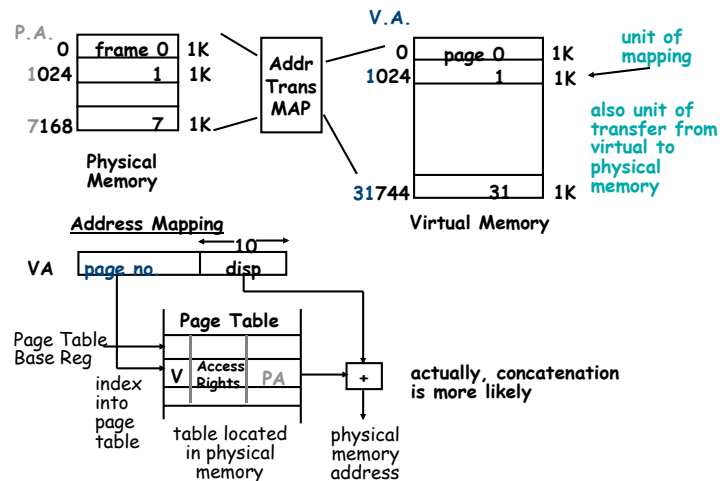 P.A.
0 frame 0 1K
1024 1 1K
7168 7 1K
Physical
Memory
Addr
Trans
MAP
V.A.
0 page 0 1K
1024 1 1K
31744 31 1K
Virtual Memory
unit of
mapping
also unit of
transfer from
virtual to
physical
memory
Address Mapping
10
VA page no. disp
Page Table
Base Reg
index
into
page
table
Page Table
V Access
Rights PA
table located
in physical
memory
+
physical
memory
address
actually, concatenation
is more likely